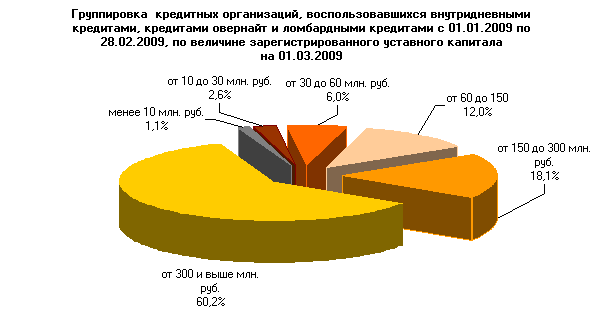 Группировка кредитных организаций, воспользовавшихся внутридневными
кредитами, кредитами овернайт и ломбардными кредитами с 01.01.2009 по
28.02.2009, по величине зарегистрированного уставного капитала
на 01.03.2009
от 10 до 30 млн. руб.
2,6%
от 30 до 60 млн. руб.
6,0%
от 60 до 150
12,0%
менее 10 млн. руб.
1,1%
от 150 до 300 млн.
руб.
18,1%
от 300 и выше млн.
руб.
60,2%